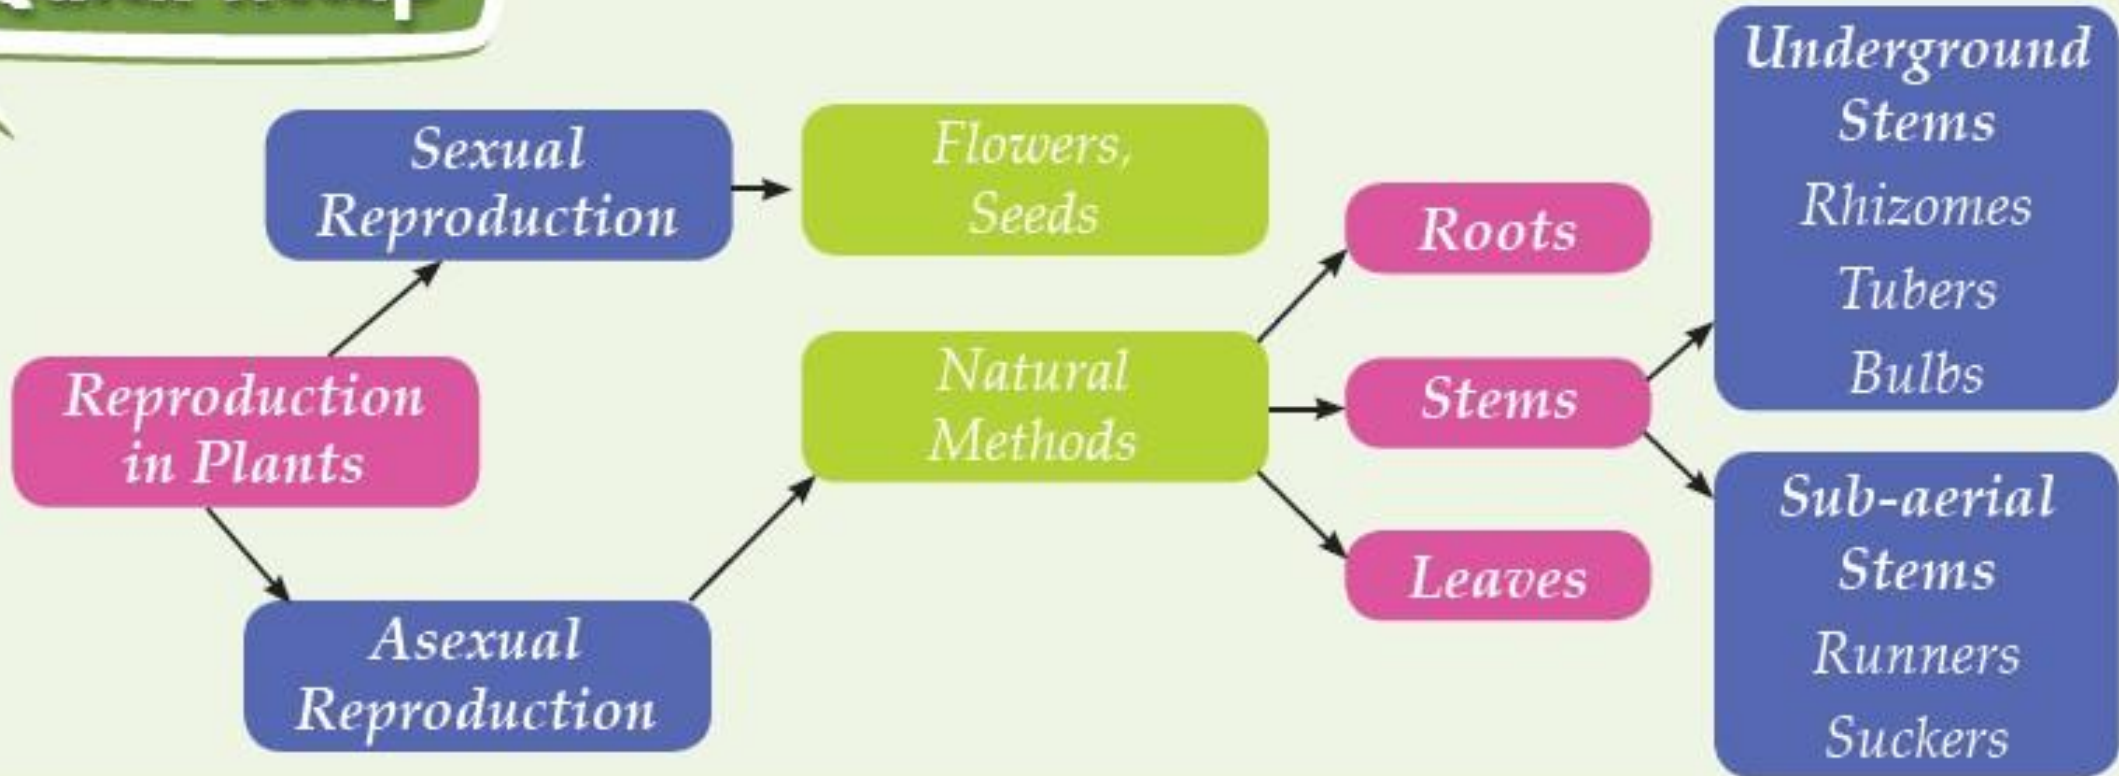 Sexual
Reproduction
Flowers,
Seeds
Reproduction
in Plants
Natural
Methods
Asexual
Reproduction
Roots
Stems
Leaves
Underground
Stems
Rhizomes
Tubers
Bulbs
Sub-aerial
Stems
Runners
Suckers